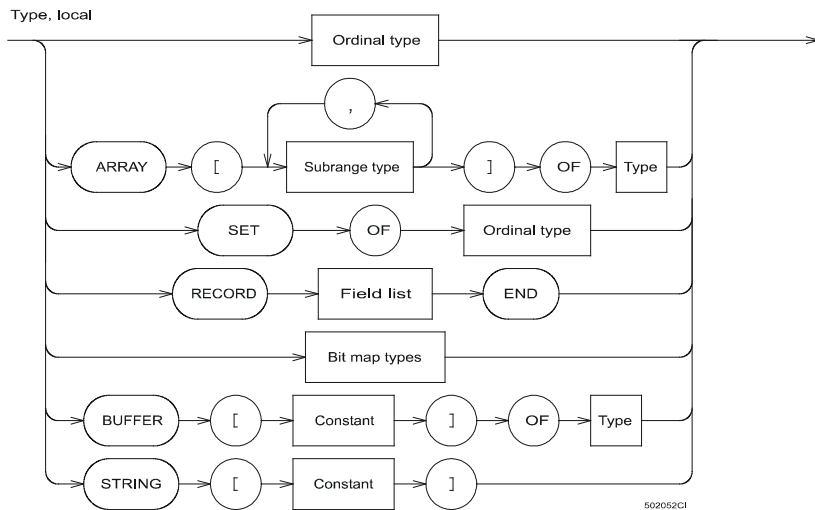 Type, local
Ordinal type
,
ARRAY [ Subrange type ] OF Type
SET OF Ordinal type
RECORD Field list END
Bit map types
BUFFER [ Constant ] OF Type
STRING [ Constant ]
502052CI